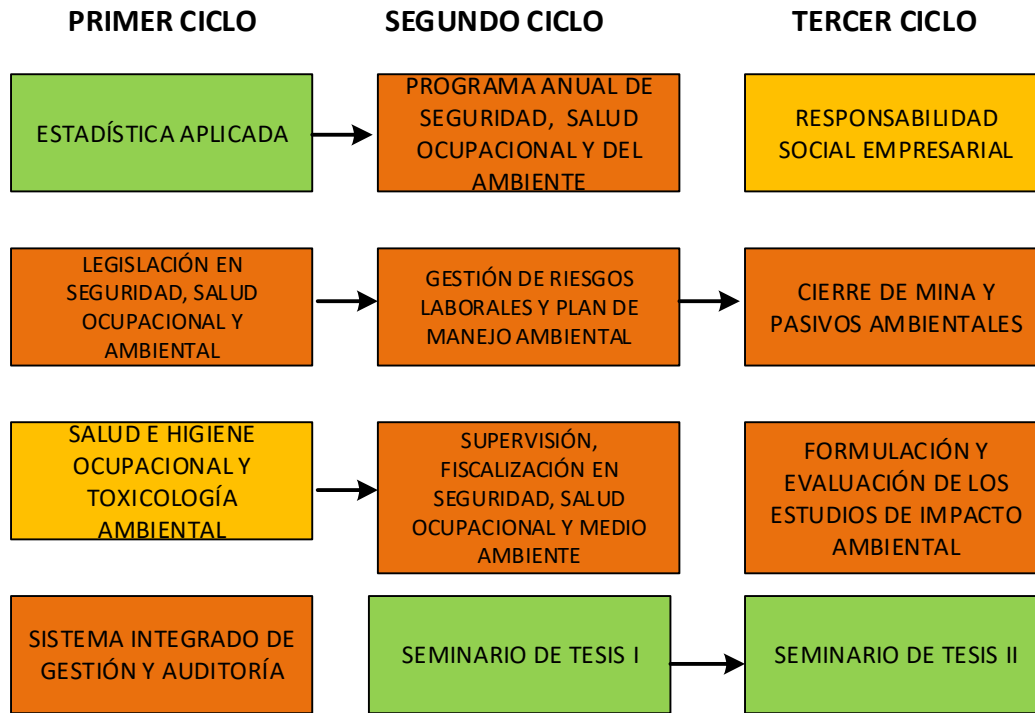 PRIMER CICLO
SEGUNDO CICLO
TERCER CICLO
ESTADÍSTICA APLICADA
PROGRAMA ANUAL DE
SEGURIDAD, SALUD
OCUPACIONAL Y DEL
AMBIENTE
RESPONSABILIDAD
SOCIAL EMPRESARIAL
LEGISLACIÓN EN
SEGURIDAD, SALUD
OCUPACIONAL Y
AMBIENTAL
GESTIÓN DE RIESGOS
LABORALES Y PLAN DE
MANEJO AMBIENTAL
CIERRE DE MINA Y
PASIVOS AMBIENTALES
SALUD E HIGIENE
OCUPACIONAL Y
TOXICOLOGÍA
AMBIENTAL
SUPERVISIÓN,
FISCALIZACIÓN EN
SEGURIDAD, SALUD
OCUPACIONAL Y MEDIO
AMBIENTE
FORMULACIÓN Y
EVALUACIÓN DE LOS
ESTUDIOS DE IMPACTO
AMBIENTAL
SISTEMA INTEGRADO DE
GESTIÓN Y AUDITORÍA
SEMINARIO DE TESIS I
SEMINARIO DE TESIS II